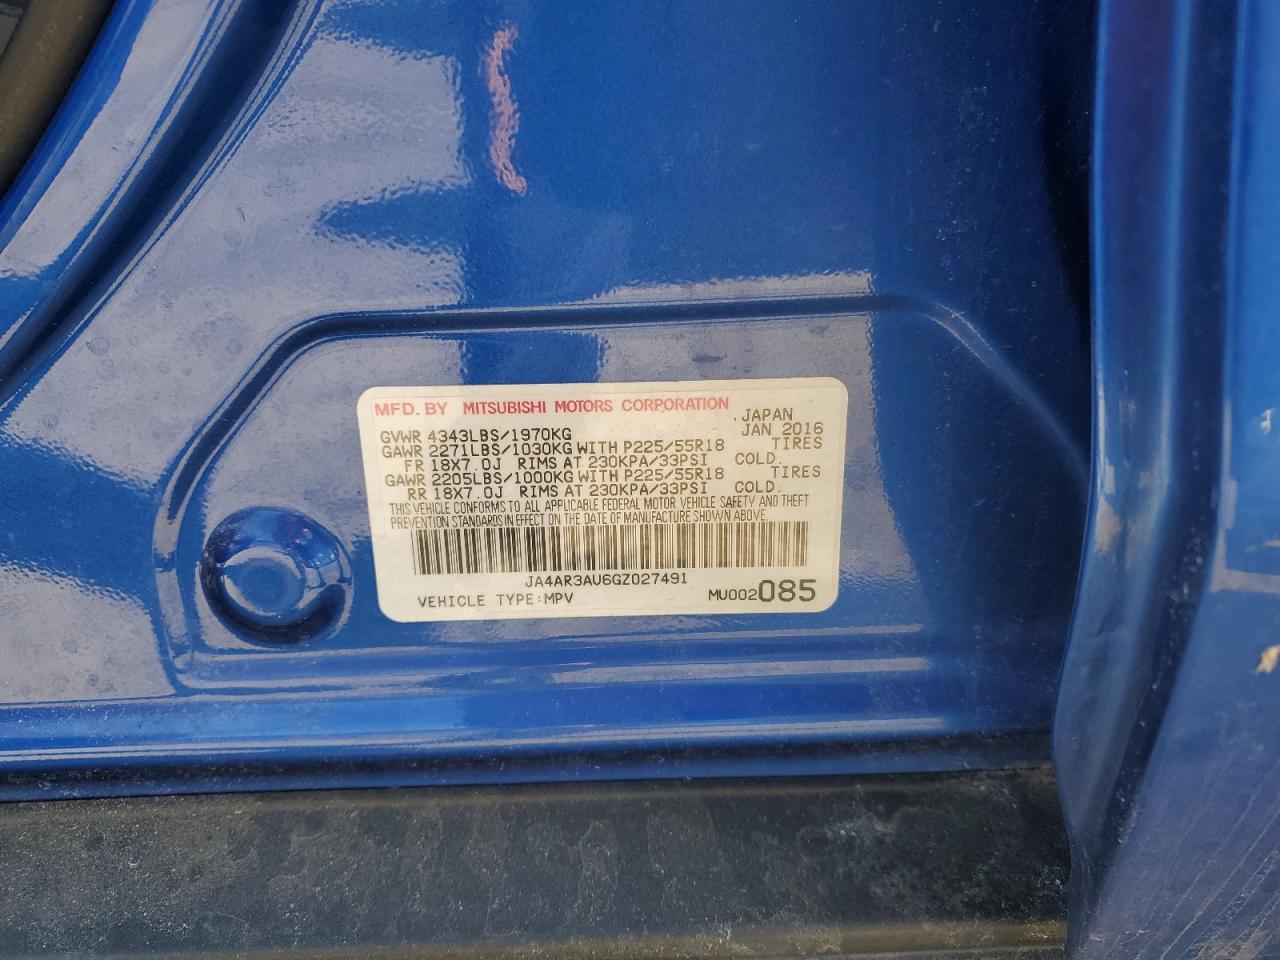 MFD. BY MITSUBISHI MOTORS CORPORATION
JAPAN
GVWR 4343LBS/1970KG JAN 2016
GAWR 2271LBS/1030KG WITH P225/55R18 TIRES
FR 18X7.0J RIMS AT 230KPA/33PSI COLD.
GAWR 2205LBS/1000KG WITH P225/55R18 TIRES
RR 18X7.0J RIMS AT 230KPA/33PSI COLD.
THIS VEHICLE CONFORMS TO ALL APPLICABLE FEDERAL MOTOR VEHICLE SAFETY AND THEFT
PREVENTION STANDARDS IN EFFECT ON THE DATE OF MANUFACTURE SHOWN ABOVE.
JA4AR3AU6GZ027491
VEHICLE TYPE:MPV MU002085